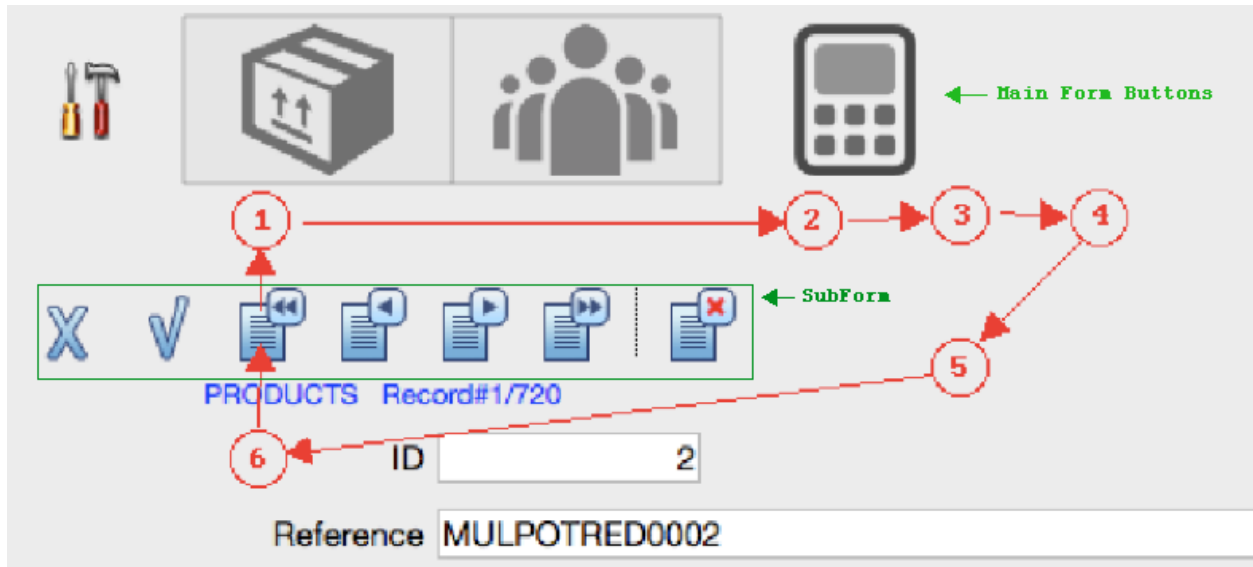 Main Form Buttons
1 2 3 4
SubForm
5
PRODUCTS Record#1/720
6
ID 2
Reference MULPOTRED0002